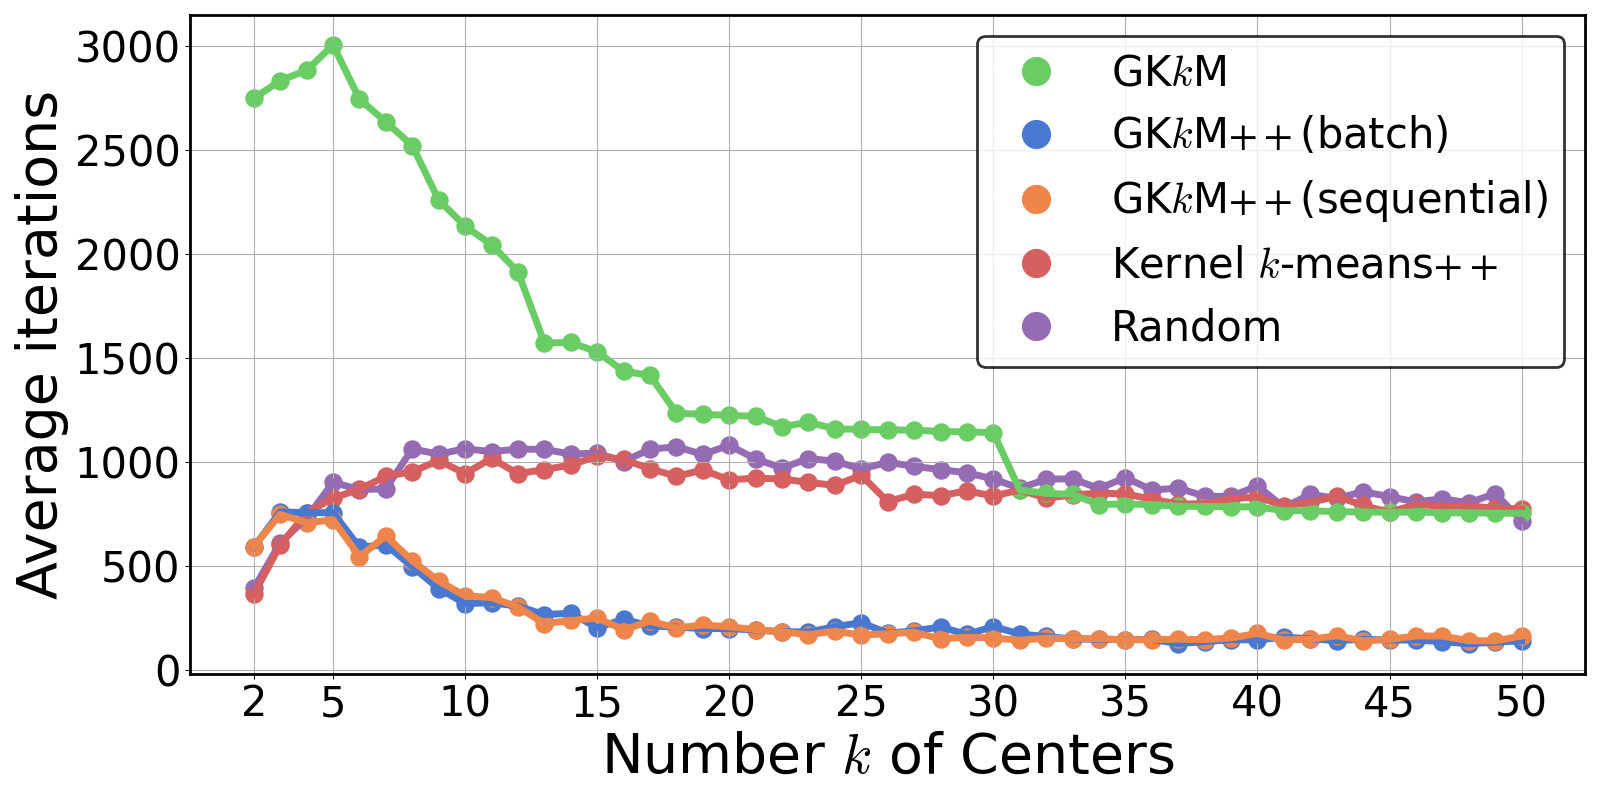 3000
2500
2000
1500
1000
500
0
Average iterations
GKkM
GKkM++(batch)
GKkM++(sequential)
Kernel k-means++
Random
2 5 10 15 20 25 30 35 40 45 50
Number k of Centers